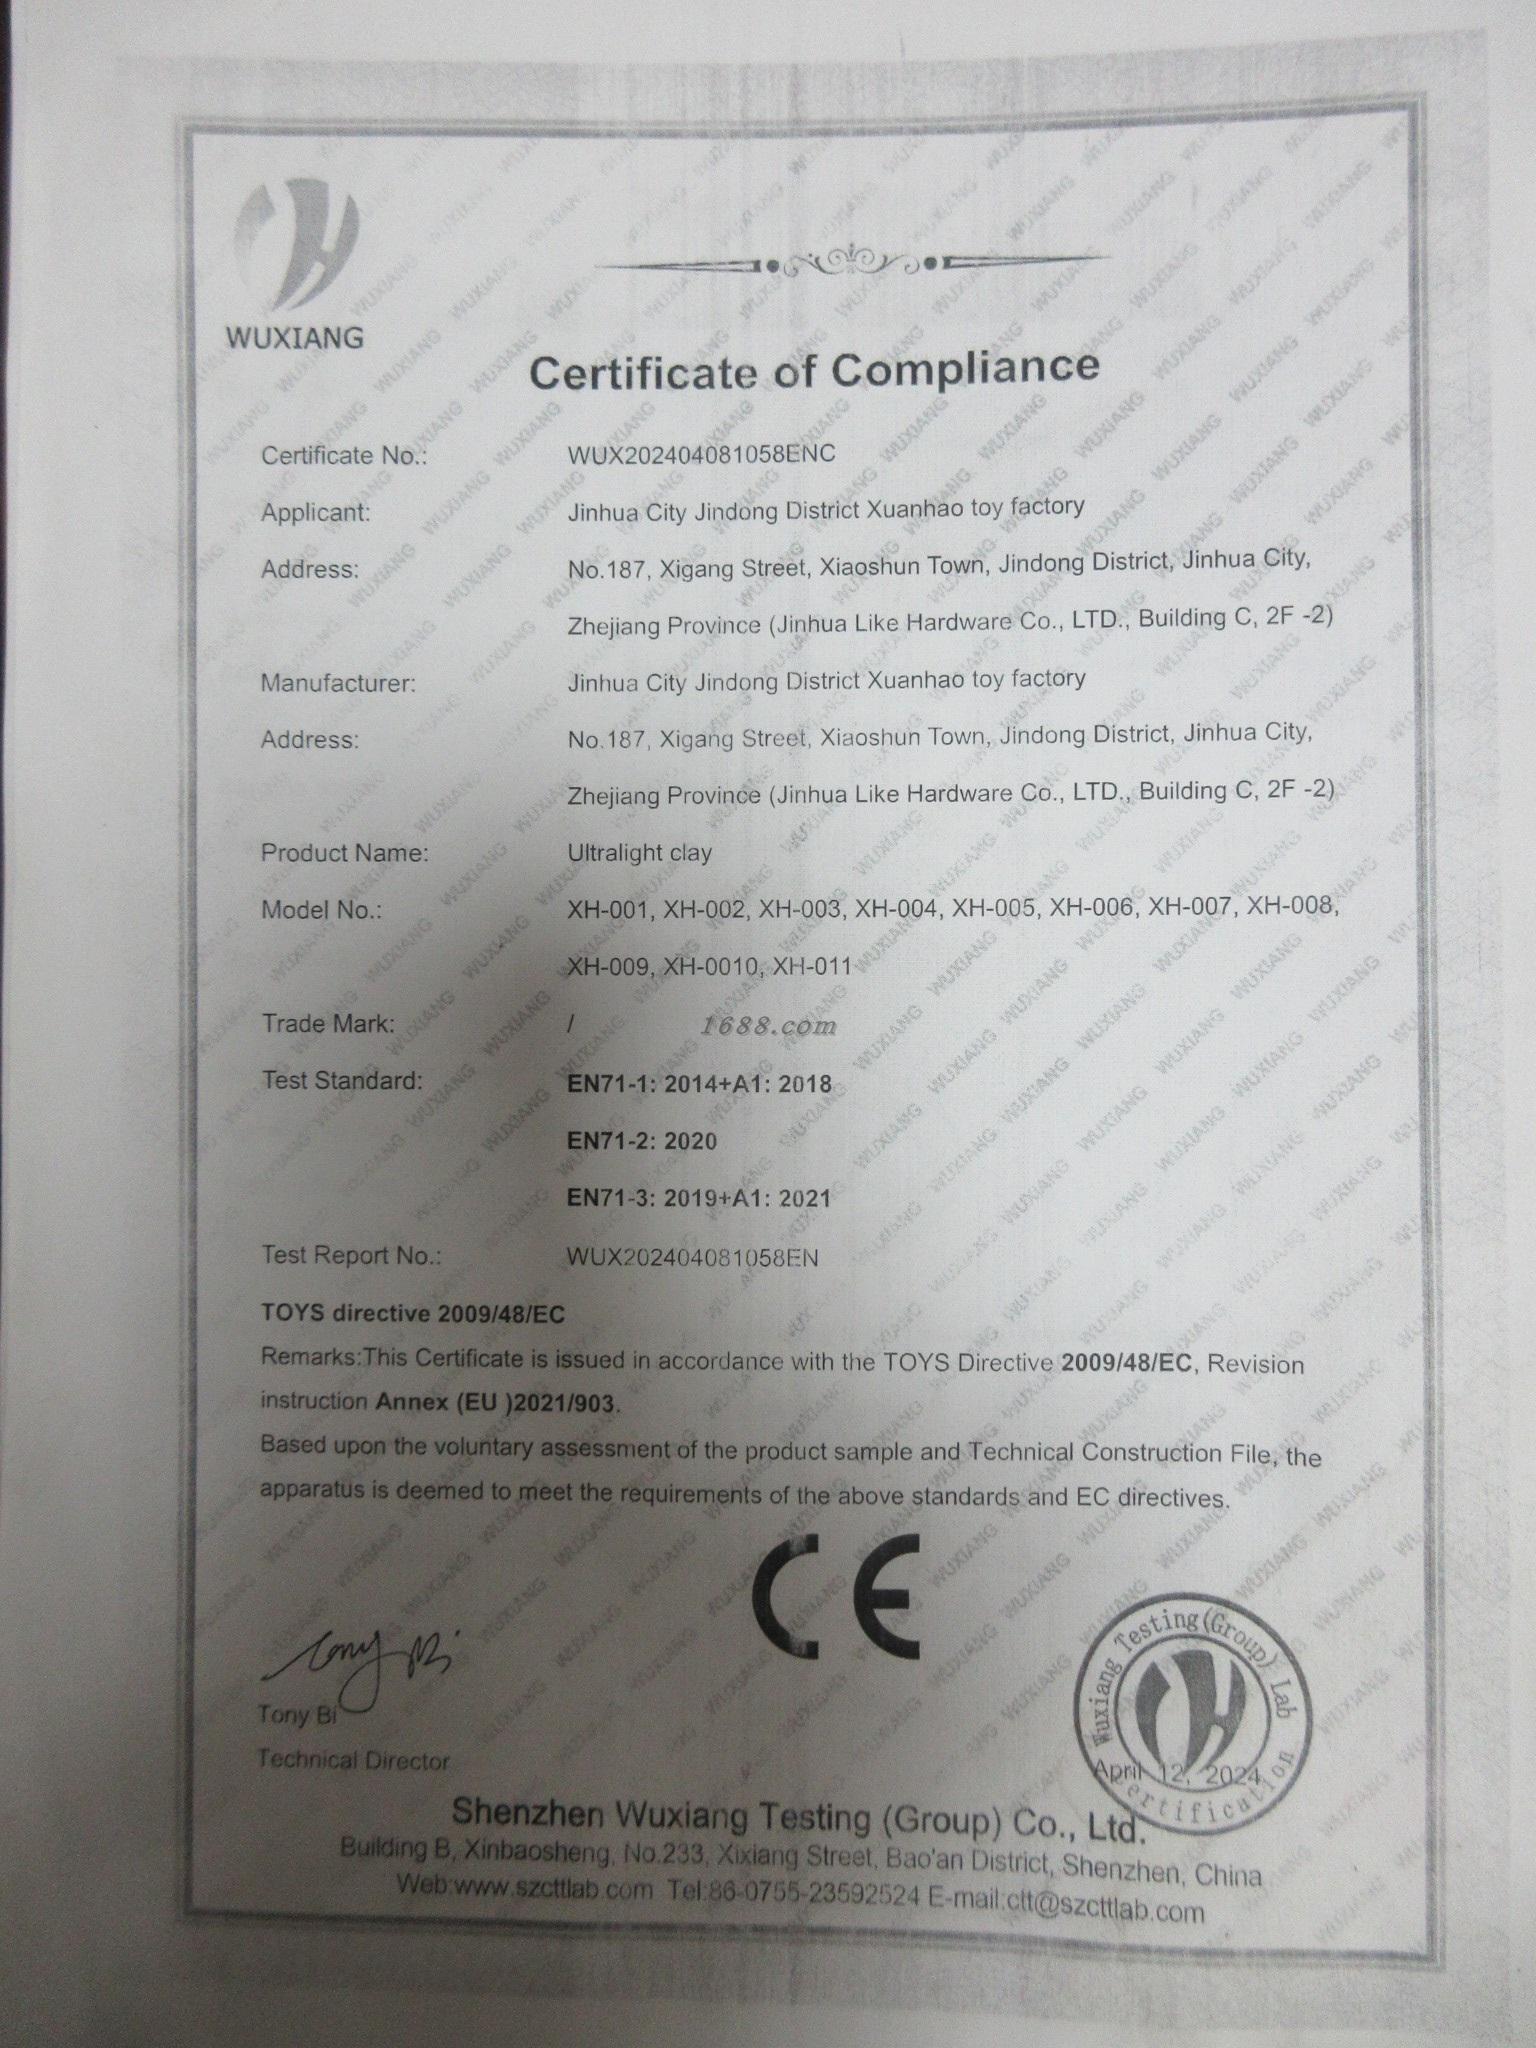 WUXIANG
Certificate of Compliance
Certificate No.: WUX202404081058ENC
Applicant: Jinhua City Jindong District Xuanhao toy factory
Address: No.187, Xigang Street, Xiaoshun Town, Jindong District, Jinhua City,
Zhejiang Province (Jinhua Like Hardware Co., LTD., Building C, 2F -2)
Manufacturer: Jinhua City Jindong District Xuanhao toy factory
Address: No.187, Xigang Street, Xiaoshun Town, Jindong District, Jinhua City,
Zhejiang Province (Jinhua Like Hardware Co., LTD., Building C, 2F -2)
Product Name: Ultralight clay
Model No.: XH-001, XH-002, XH-003, XH-004, XH-005, XH-006, XH-007, XH-008,
XH-009, XH-0010, XH-011
Trade Mark: / 1688.com
Test Standard: EN71-1: 2014+A1: 2018
EN71-2: 2020
EN71-3: 2019+A1: 2021
Test Report No.: WUX202404081058EN
TOYS directive 2009/48/EC
Remarks:This Certificate is issued in accordance with the TOYS Directive 2009/48/EC, Revision
instruction Annex (EU )2021/903.
Based upon the voluntary assessment of the product sample and Technical Construction File, the
apparatus is deemed to meet the requirements of the above standards and EC directives.
CE
Tony Bi
Tony Bi
Technical Director
Wuxiang Testing(Group) Lab
April 12, 2024
Certification
Shenzhen Wuxiang Testing (Group) Co., Ltd.
Building B, Xinbaosheng, No.233, Xixiang Street, Bao'an District, Shenzhen, China
Web:www.szcttlab.com Tel:86-0755-23592524 E-mail:ctt@szcttlab.com